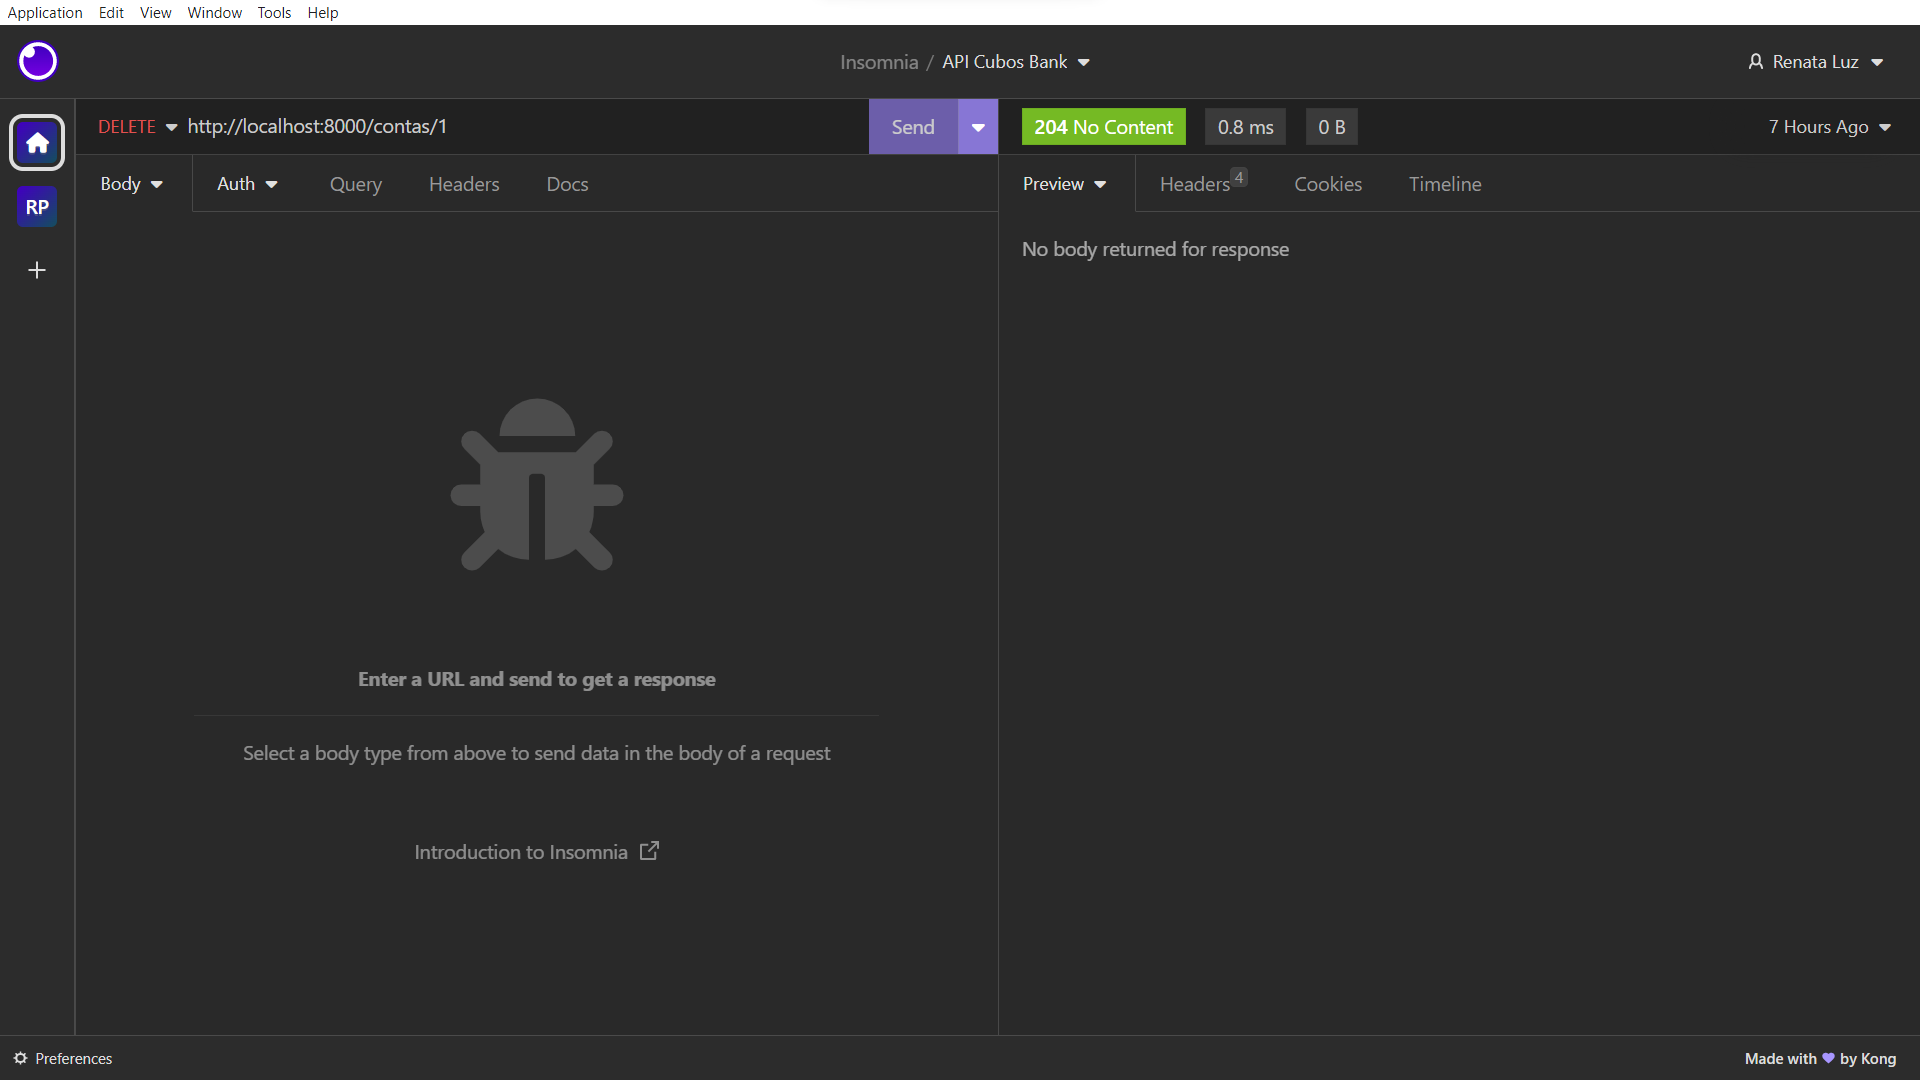 Application Edit View Window Tools Help
Insomnia / API Cubos Bank
Renata Luz
DELETE http://localhost:8000/contas/1 Send
204 No Content 0.8 ms 0 B 7 Hours Ago
Body Auth Query Headers Docs
Preview Headers 4 Cookies Timeline
RP
No body returned for response
Enter a URL and send to get a response
Select a body type from above to send data in the body of a request
Introduction to Insomnia
Preferences
Made with by Kong